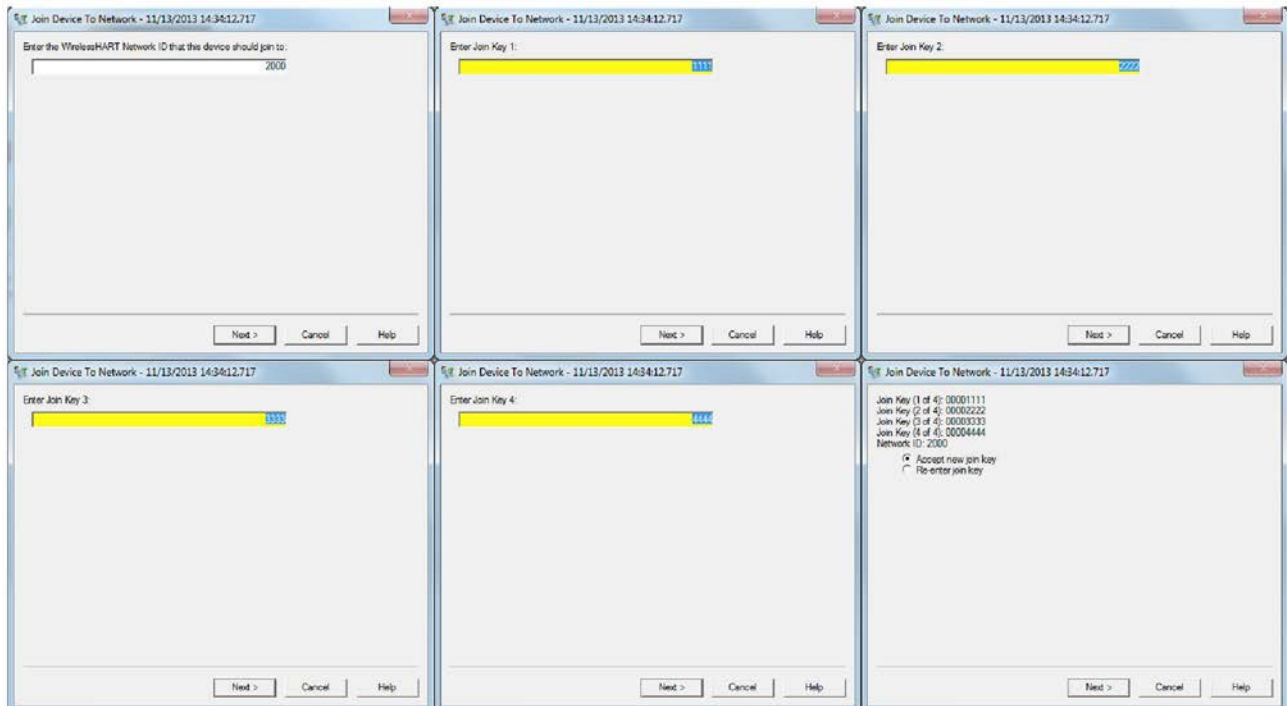 Join Device To Network - 11/13/2013 14:34:12.717
Enter the WirelessHART Network ID that this device should join to:
2000
Next >
Cancel
Help
Join Device To Network - 11/13/2013 14:34:12.717
Enter Join Key 1:
1111
Next >
Cancel
Help
Join Device To Network - 11/13/2013 14:34:12.717
Enter Join Key 2:
2222
Next >
Cancel
Help
Join Device To Network - 11/13/2013 14:34:12.717
Enter Join Key 3:
3333
Next >
Cancel
Help
Join Device To Network - 11/13/2013 14:34:12.717
Enter Join Key 4:
4444
Next >
Cancel
Help
Join Device To Network - 11/13/2013 14:34:12.717
Join Key (1 of 4): 00001111
Join Key (2 of 4): 00002222
Join Key (3 of 4): 00003333
Join Key (4 of 4): 00004444
Network ID: 2000
Accept new join key
Re-enter join key
Next >
Cancel
Help